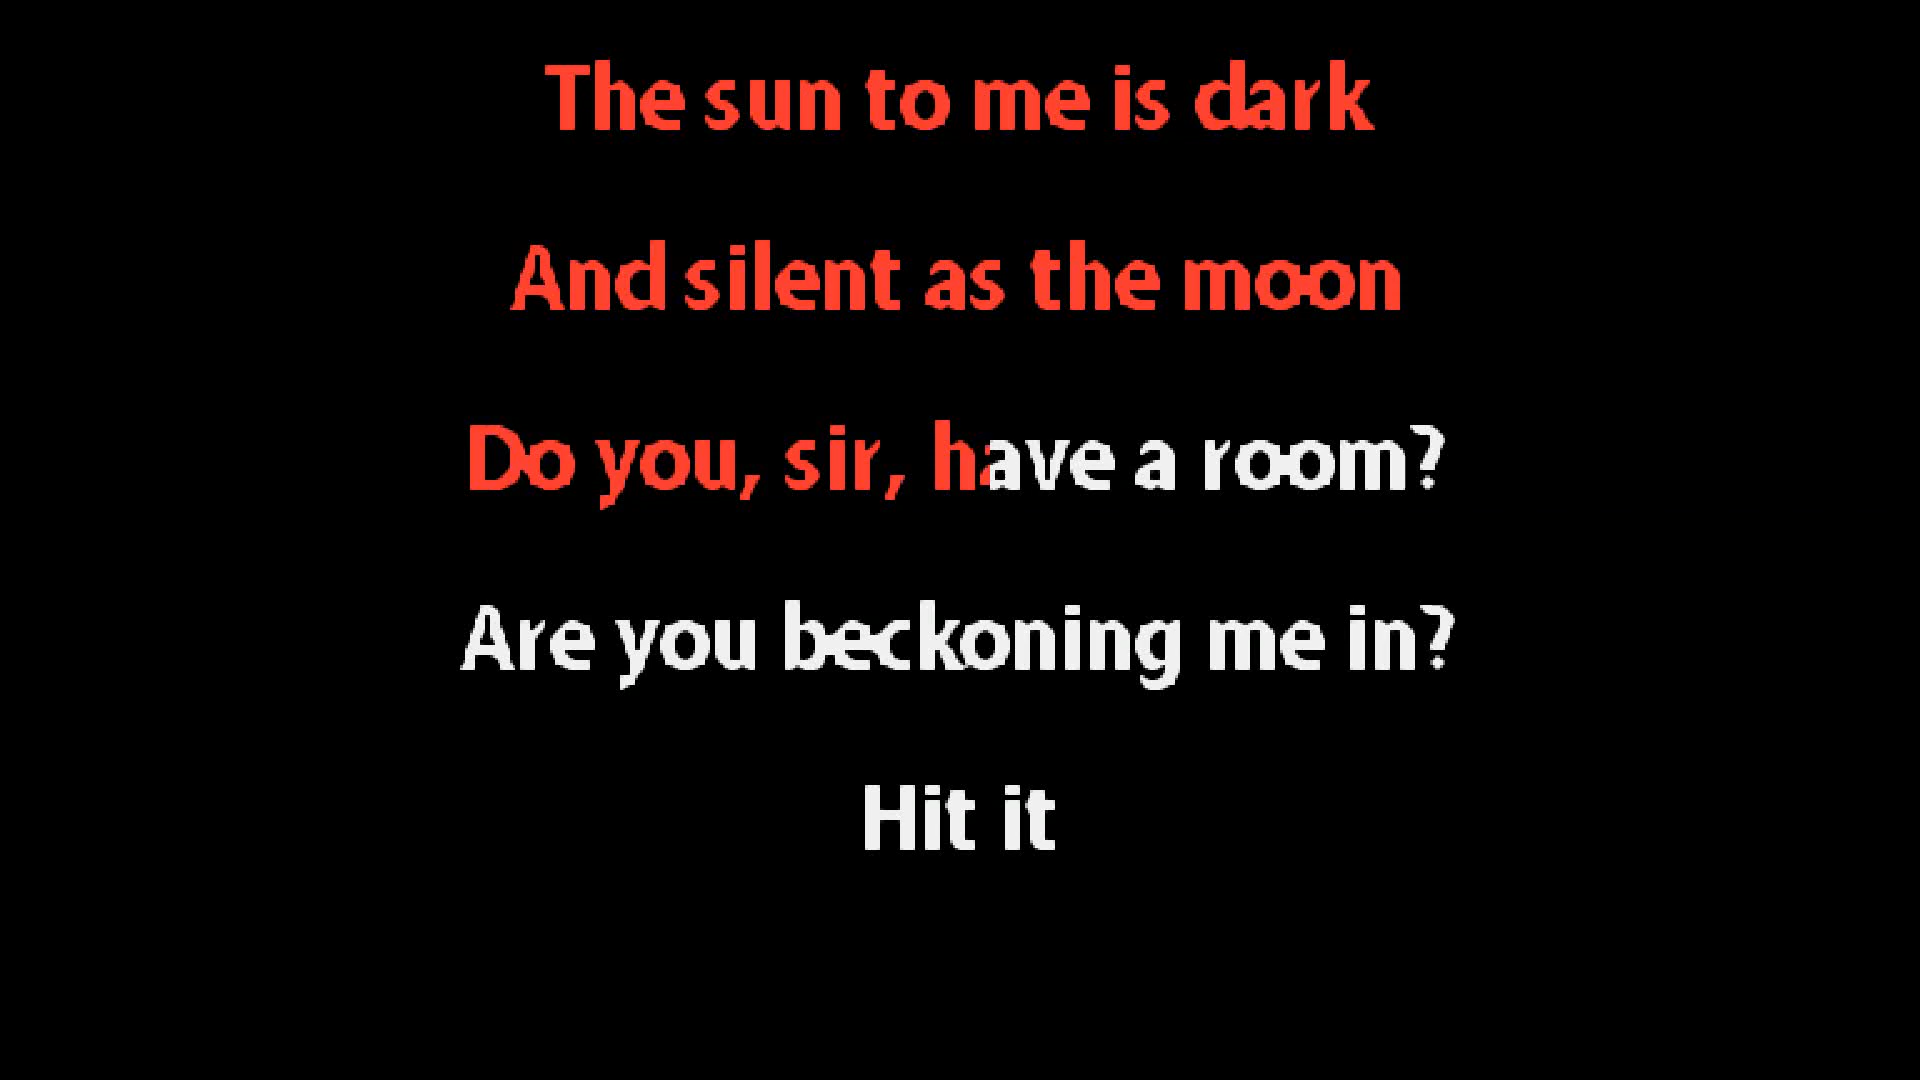 The sun to me is dark
And silent as the moon
Do you, sir, have a room?
Are you beckoning me in?
Hit it